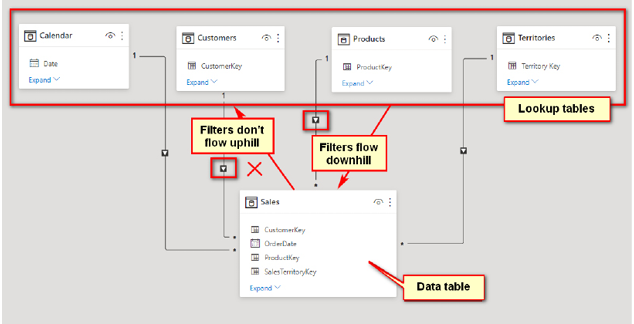 Calendar
Date
Expand
Customers
CustomerKey
Expand
Products
ProductKey
Expand
Territories
Territory Key
Expand
1
1
1
1
Lookup tables
Filters don't
flow uphill
Filters flow
downhill
*
*
*
*
Sales
CustomerKey
OrderDate
ProductKey
SalesTerritoryKey
Expand
Data table